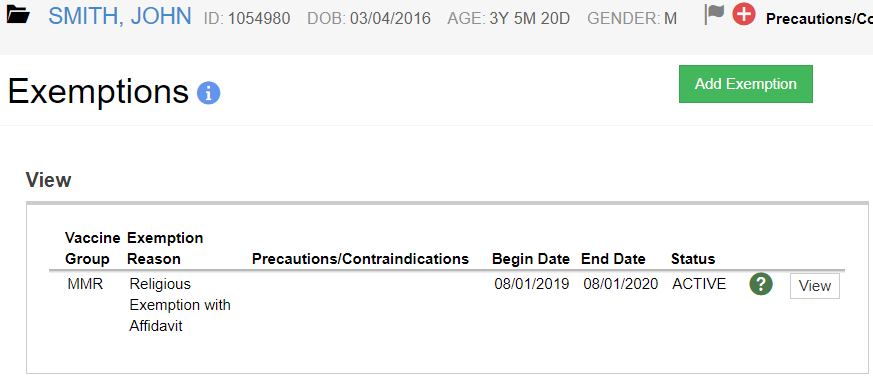 SMITH, JOHN ID: 1054980 DOB: 03/04/2016 AGE: 3Y 5M 20D GENDER: M Precautions/Co
Exemptions i Add Exemption
View
Vaccine Group Exemption Reason Precautions/Contraindications Begin Date End Date Status
MMR Religious Exemption with Affidavit 08/01/2019 08/01/2020 ACTIVE ? View